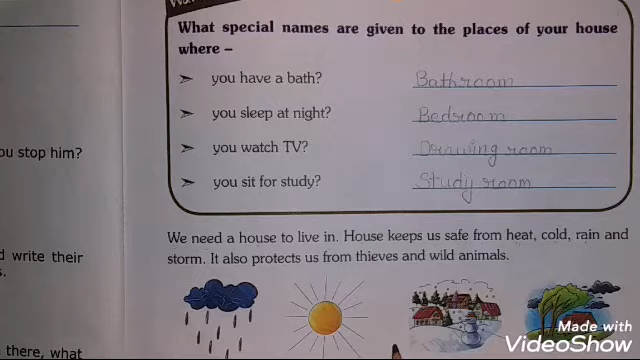 What special names are given to the places of your house
where –
➢ you have a bath? Bathroom
➢ you sleep at night? Bedroom
➢ you watch TV? Drawing room
➢ you sit for study? Study room
ou stop him?
We need a house to live in. House keeps us safe from heat, cold, rain and
storm. It also protects us from thieves and wild animals.
write their
there, what
Made with
VideoShow